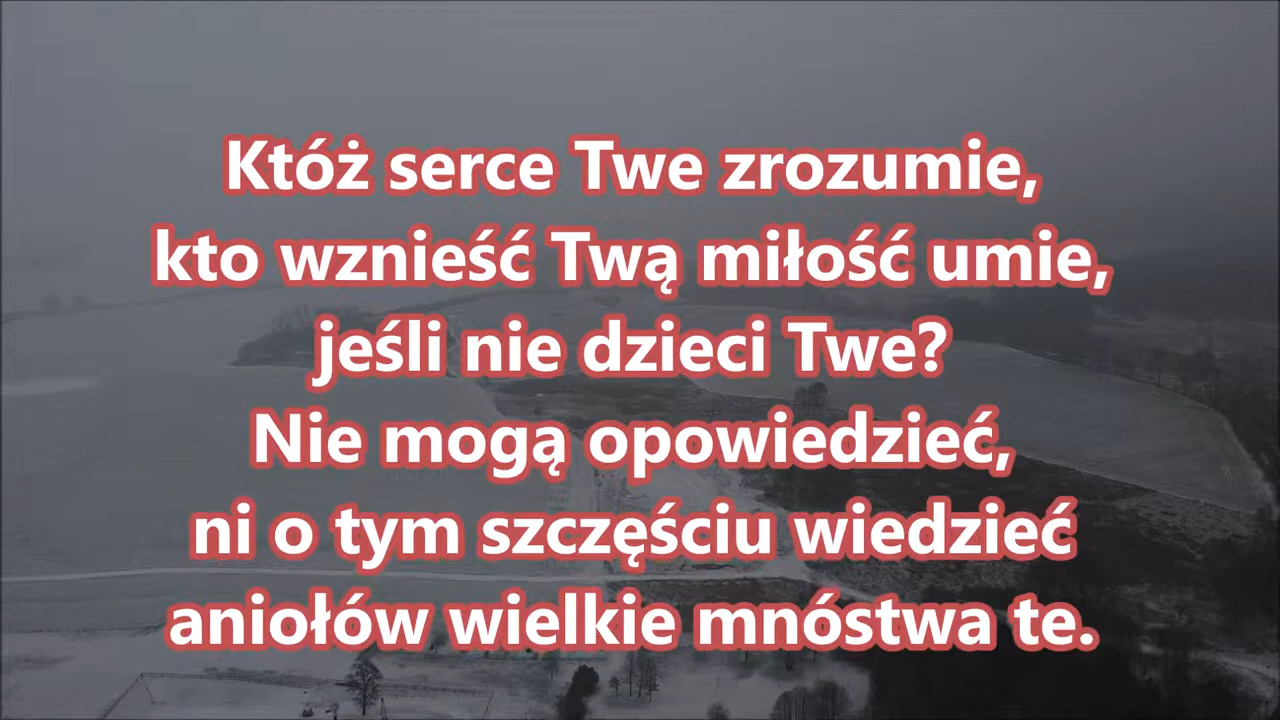 Któż serce Twe zrozumie,
kto wznieść Twą miłość umie,
jeśli nie dzieci Twe?
Nie mogą opowiedzieć,
ni o tym szczęściu wiedzieć
aniołów wielkie mnóstwa te.